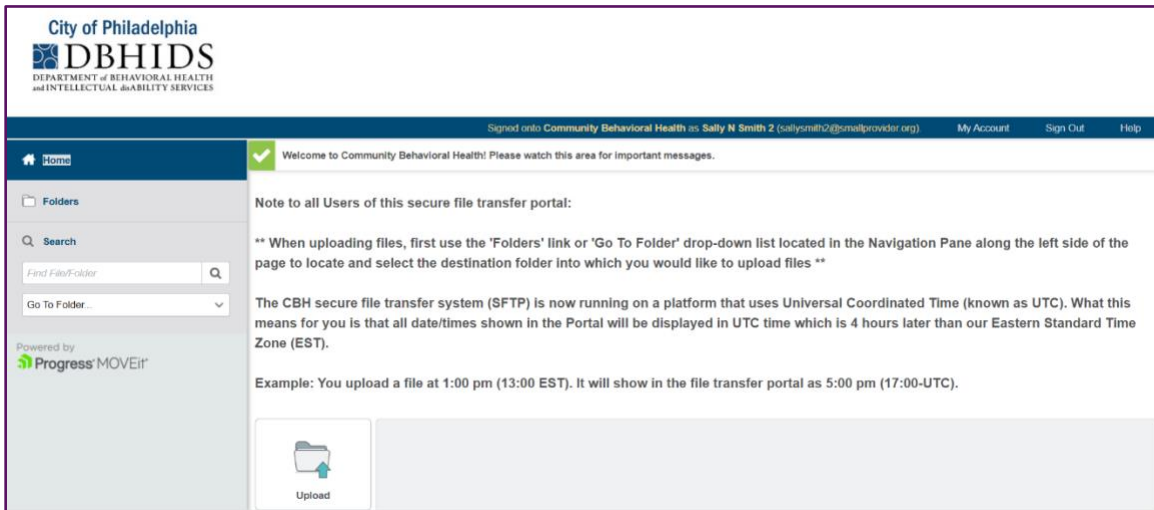 City of Philadelphia
DBHIDS
DEPARTMENT of BEHAVIORAL HEALTH
and INTELLECTUAL disABILITY SERVICES
Signed onto Community Behavioral Health as Sally N Smith 2 (sallysmith2@smallprovider.org).
My Account
Sign Out
Help
Home
Folders
Search
Find File/Folder
Go To Folder...
Powered by
Progress MOVEit
Welcome to Community Behavioral Health! Please watch this area for important messages.
Note to all Users of this secure file transfer portal:
** When uploading files, first use the 'Folders' link or 'Go To Folder' drop-down list located in the Navigation Pane along the left side of the
page to locate and select the destination folder into which you would like to upload files **
The CBH secure file transfer system (SFTP) is now running on a platform that uses Universal Coordinated Time (known as UTC). What this
means for you is that all date/times shown in the Portal will be displayed in UTC time which is 4 hours later than our Eastern Standard Time
Zone (EST).
Example: You upload a file at 1:00 pm (13:00 EST). It will show in the file transfer portal as 5:00 pm (17:00-UTC).
Upload